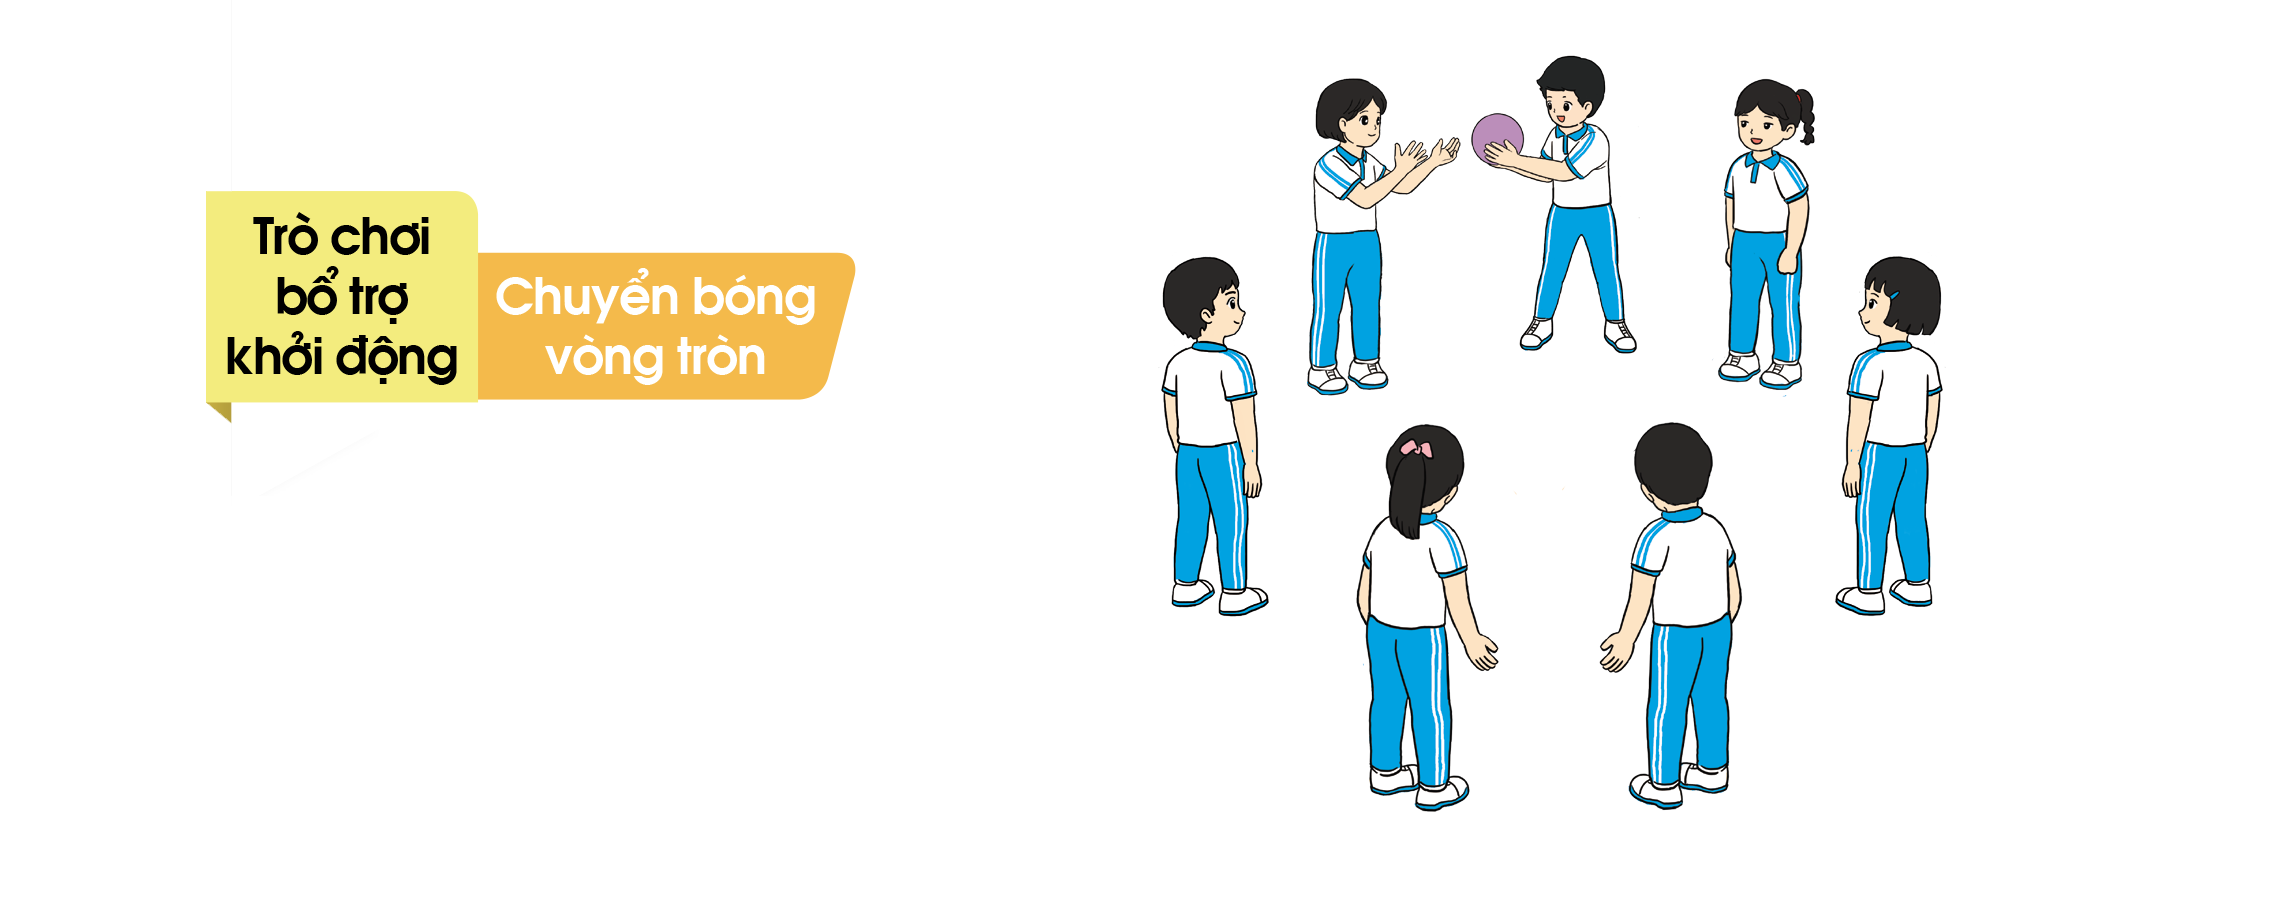 Trò chơi
bổ trợ
khởi động
Chuyển bóng
vòng tròn